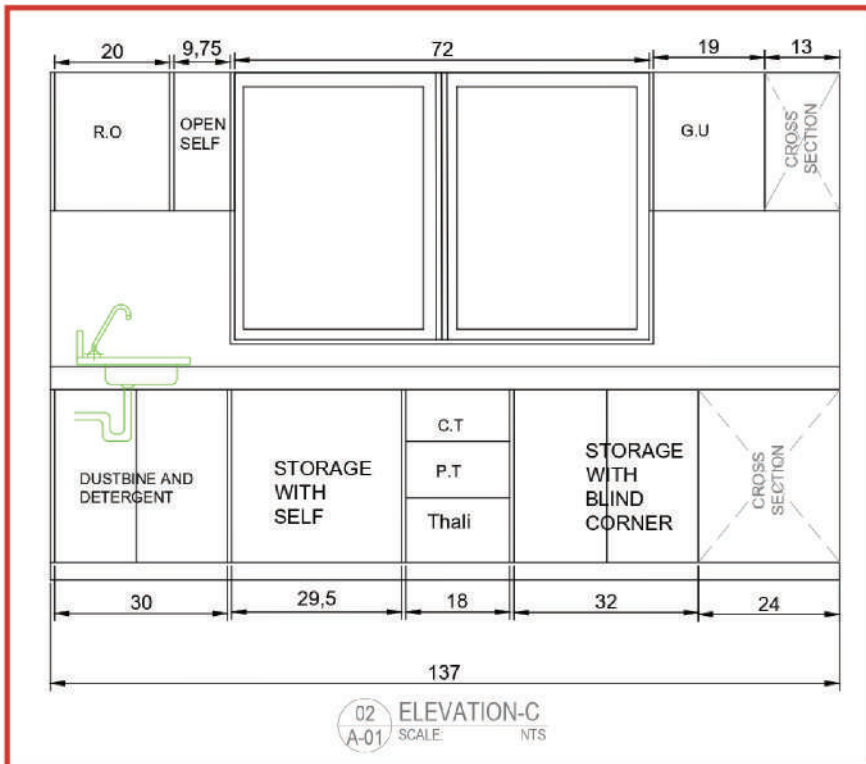 20 9,75 72 19 13
R.O
OPEN
SELF
G.U
CROSS
SECTION
DUSTBINE AND
DETERGENT
STORAGE
WITH
SELF
C.T
P.T
Thali
STORAGE
WITH
BLIND
CORNER
CROSS
SECTION
30 29,5 18 32 24
137
02
A-01
ELEVATION-C
SCALE: NTS